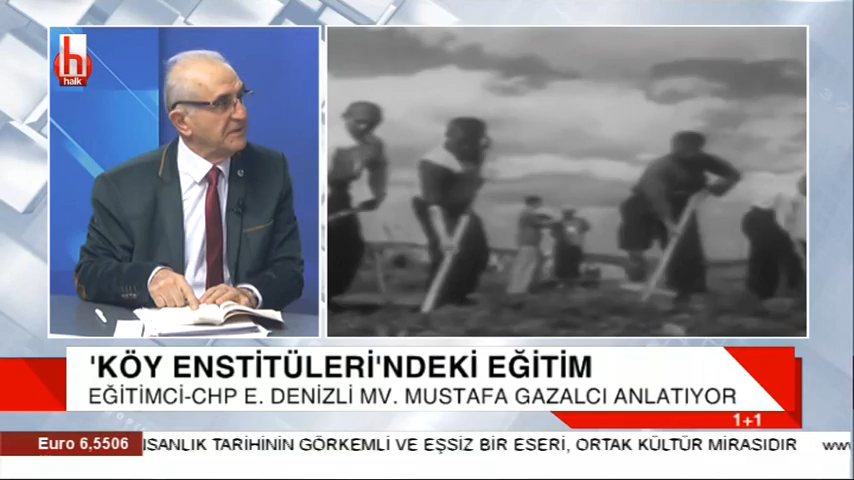 h
halk
'KÖY ENSTİTÜLERİ'NDEKİ EĞİTİM
EĞİTİMCİ-CHP E. DENİZLİ MV. MUSTAFA GAZALCI ANLATIYOR
1+1
Euro 6,5506
NSANLIK TARİHİNİN GÖRKEMLİ VE EŞSİZ BİR ESERİ, ORTAK KÜLTÜR MİRASIDIR
www